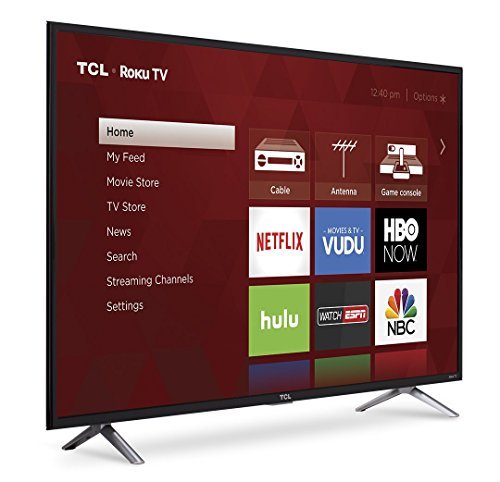 TCL • Roku TV
12:40 pm | Options ✳
Home
My Feed
Movie Store
TV Store
News
Search
Streaming Channels
Settings
Cable
Antenna
Game console
NETFLIX
MOVIES & TV
VUDU
HBO
NOW
hulu
WATCH ESPN
NBC
TCL